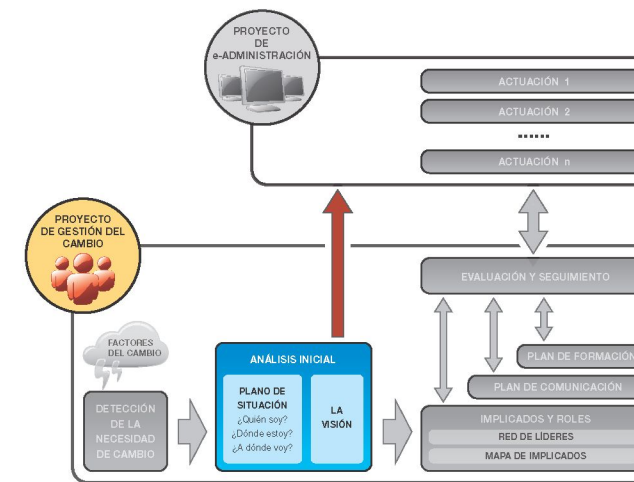 PROYECTO
DE
e-ADMINISTRACIÓN
ACTUACIÓN 1
ACTUACIÓN 2
......
ACTUACIÓN n
PROYECTO
DE GESTIÓN DEL
CAMBIO
EVALUACIÓN Y SEGUIMIENTO
FACTORES
DEL CAMBIO
PLAN DE FORMACIÓN
PLAN DE COMUNICACIÓN
DETECCIÓN
DE LA
NECESIDAD
DE CAMBIO
ANÁLISIS INICIAL
PLANO DE
SITUACIÓN
¿Quién soy?
¿Dónde estoy?
¿A dónde voy?
LA
VISIÓN
IMPLICADOS Y ROLES
RED DE LÍDERES
MAPA DE IMPLICADOS